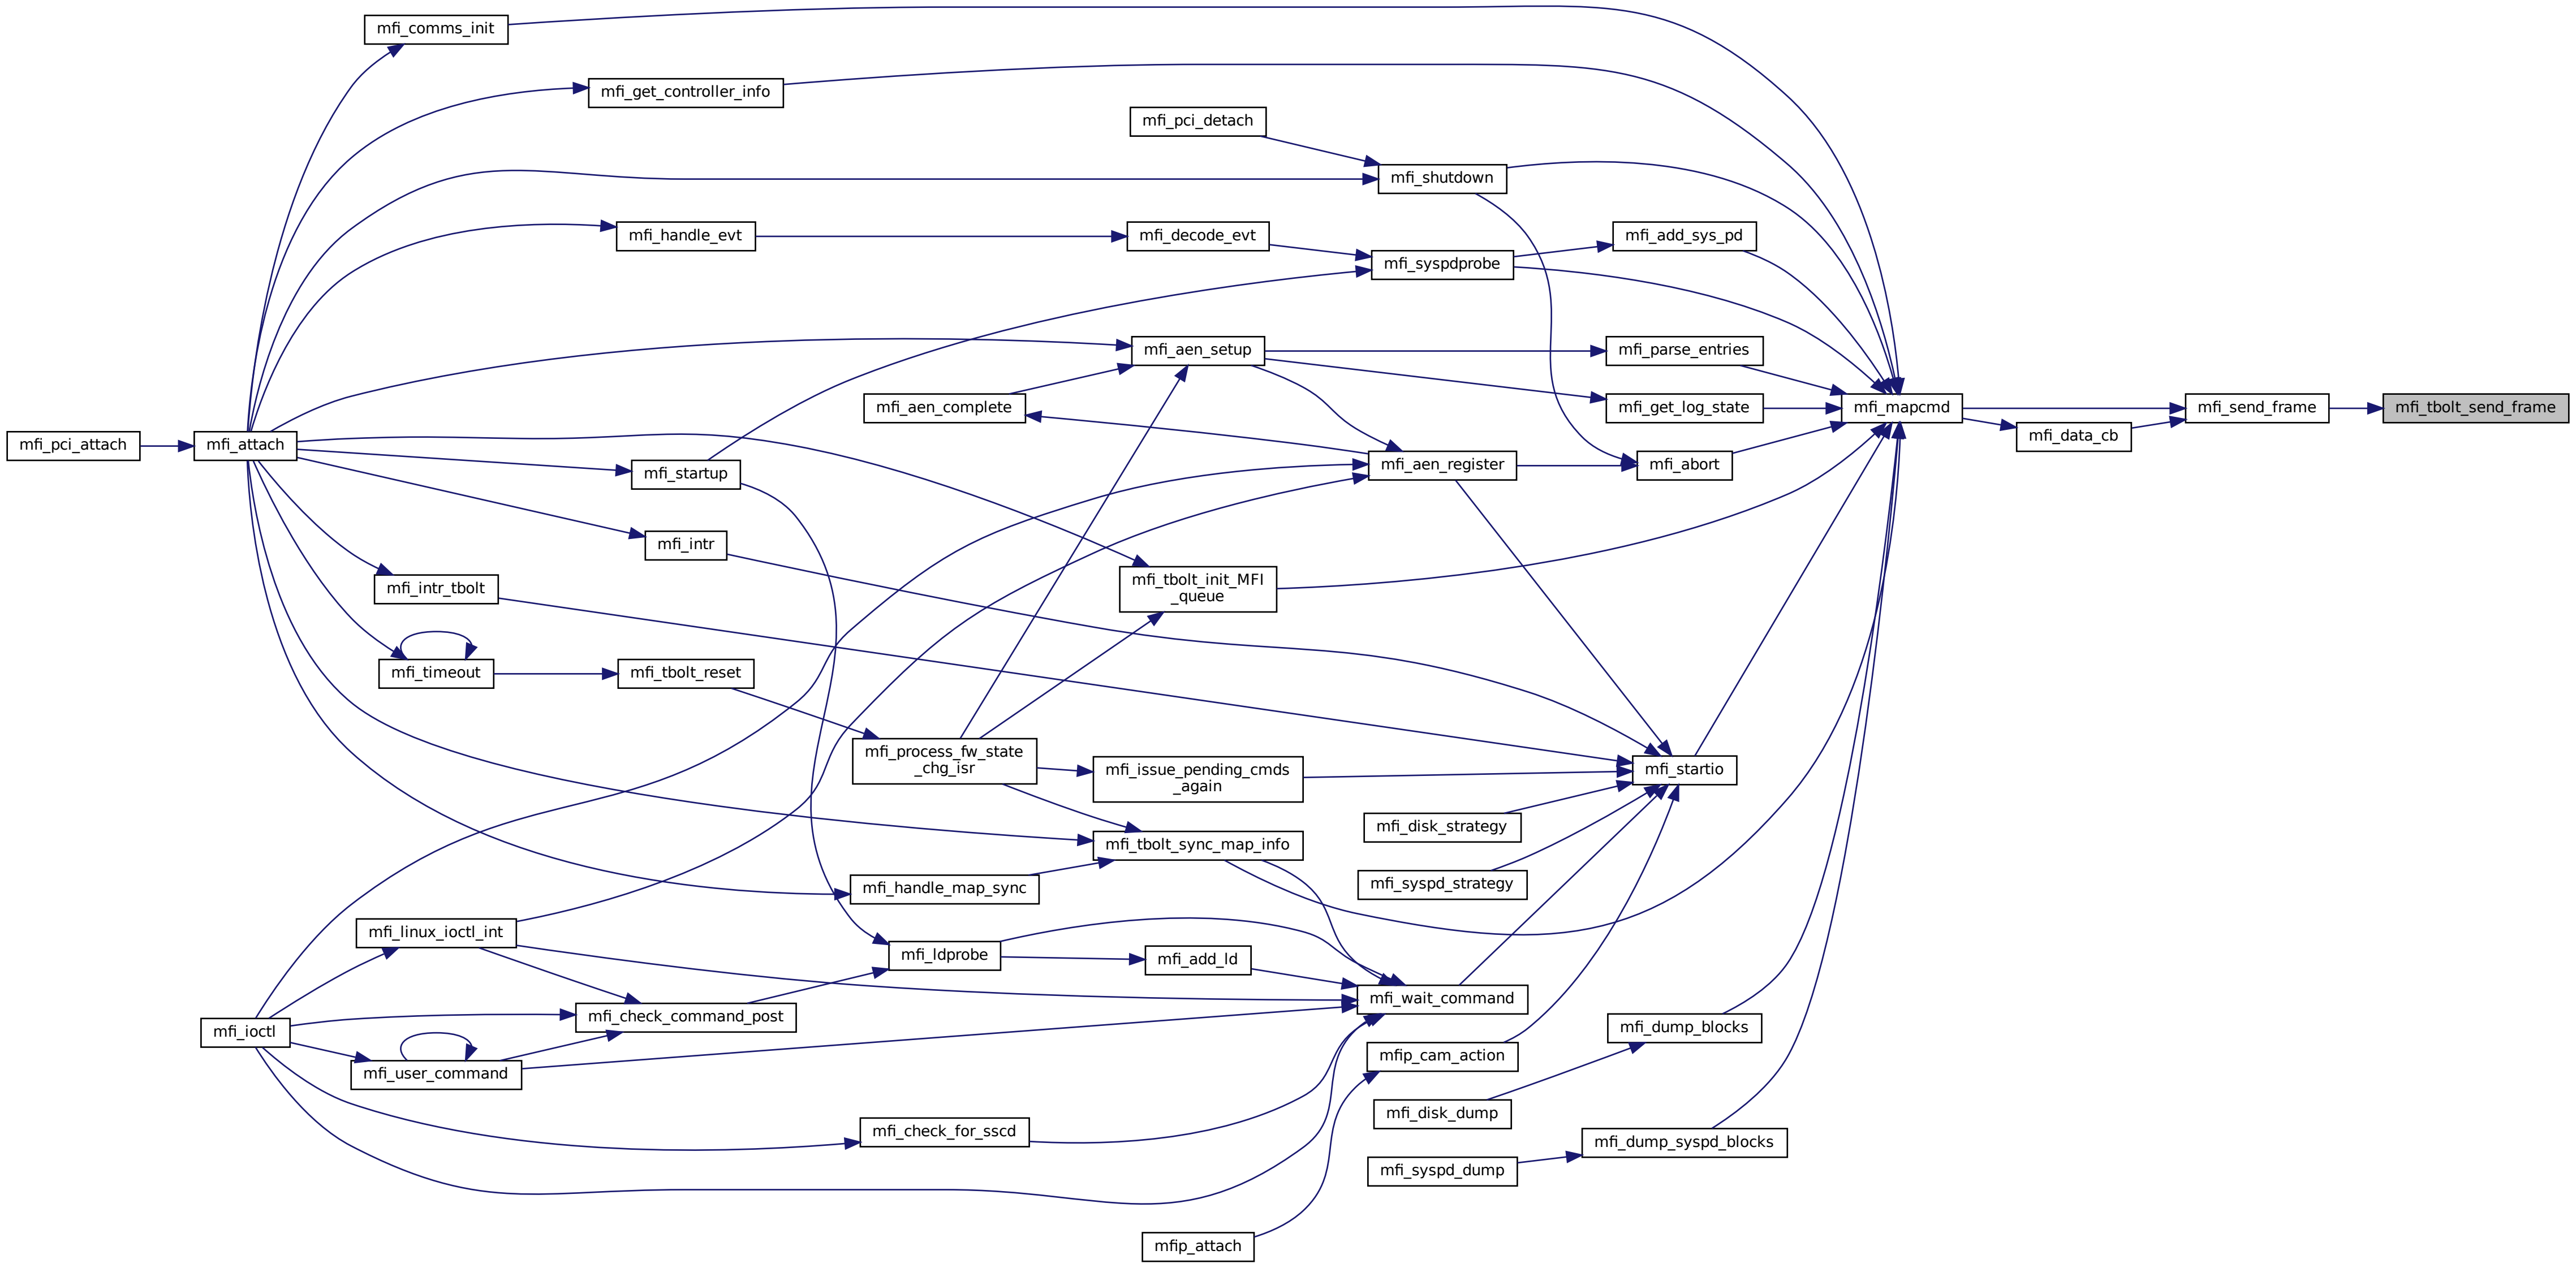 mfi_comms_init
mfi_get_controller_info
mfi_pci_detach
mfi_shutdown
mfi_handle_evt
mfi_decode_evt
mfi_add_sys_pd
mfi_syspdprobe
mfi_aen_setup
mfi_parse_entries
mfi_aen_complete
mfi_get_log_state
mfi_mapcmd
mfi_send_frame
mfi_tbolt_send_frame
mfi_data_cb
mfi_pci_attach
mfi_attach
mfi_startup
mfi_aen_register
mfi_abort
mfi_intr
mfi_intr_tbolt
mfi_tbolt_init_MFI
_queue
mfi_timeout
mfi_tbolt_reset
mfi_process_fw_state
_chg_isr
mfi_issue_pending_cmds
_again
mfi_startio
mfi_disk_strategy
mfi_tbolt_sync_map_info
mfi_handle_map_sync
mfi_syspd_strategy
mfi_linux_ioctl_int
mfi_ldprobe
mfi_add_ld
mfi_wait_command
mfi_ioctl
mfi_check_command_post
mfi_dump_blocks
mfi_user_command
mfip_cam_action
mfi_disk_dump
mfi_check_for_sscd
mfi_dump_syspd_blocks
mfi_syspd_dump
mfip_attach